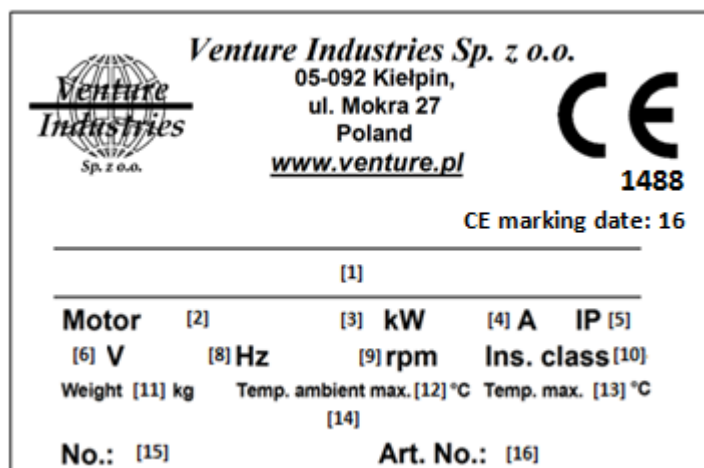 Venture Industries Sp. z o.o.
05-092 Kiełpin,
ul. Mokra 27
Poland
www.venture.pl
Venture
Industries
Sp. z o.o.
CE
1488
CE marking date: 16
[1]
Motor [2] [3] kW [4] A IP [5]
[6] V [8] Hz [9] rpm Ins. class [10]
Weight [11] kg Temp. ambient max. [12] °C Temp. max. [13] °C
[14]
No.: [15] Art. No.: [16]